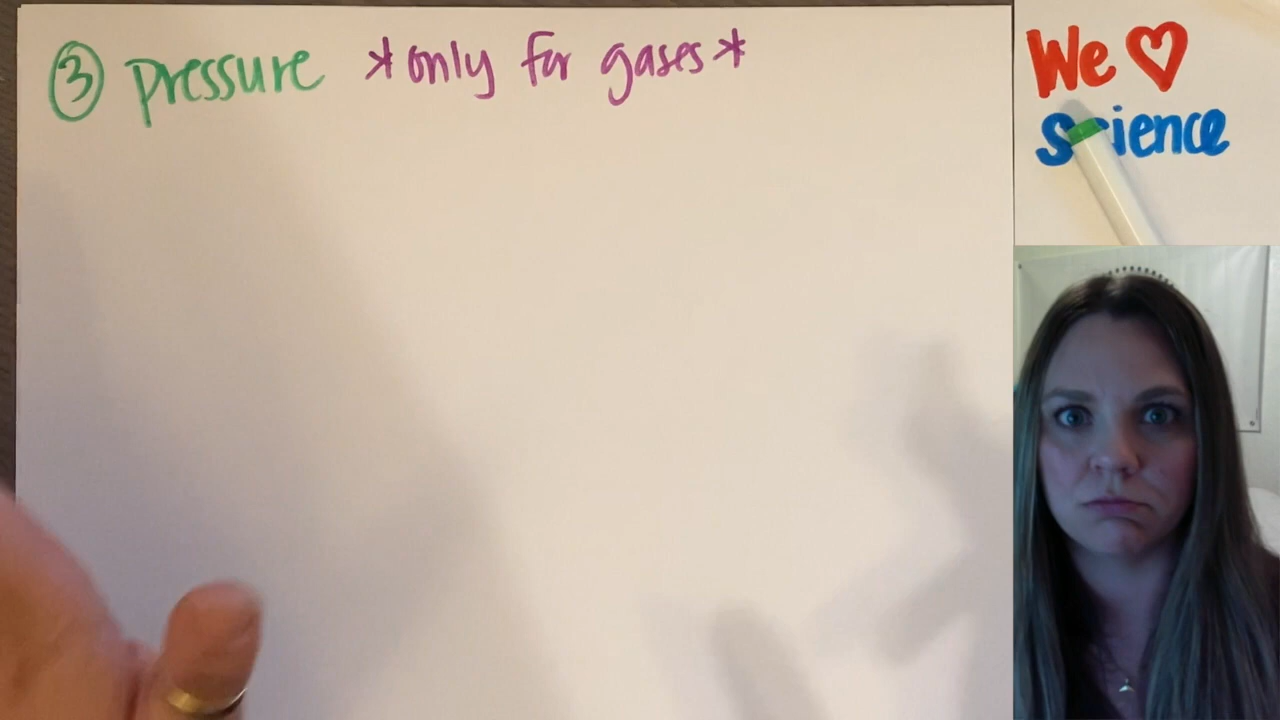 ③ pressure *only for gases*
We ♡
Science